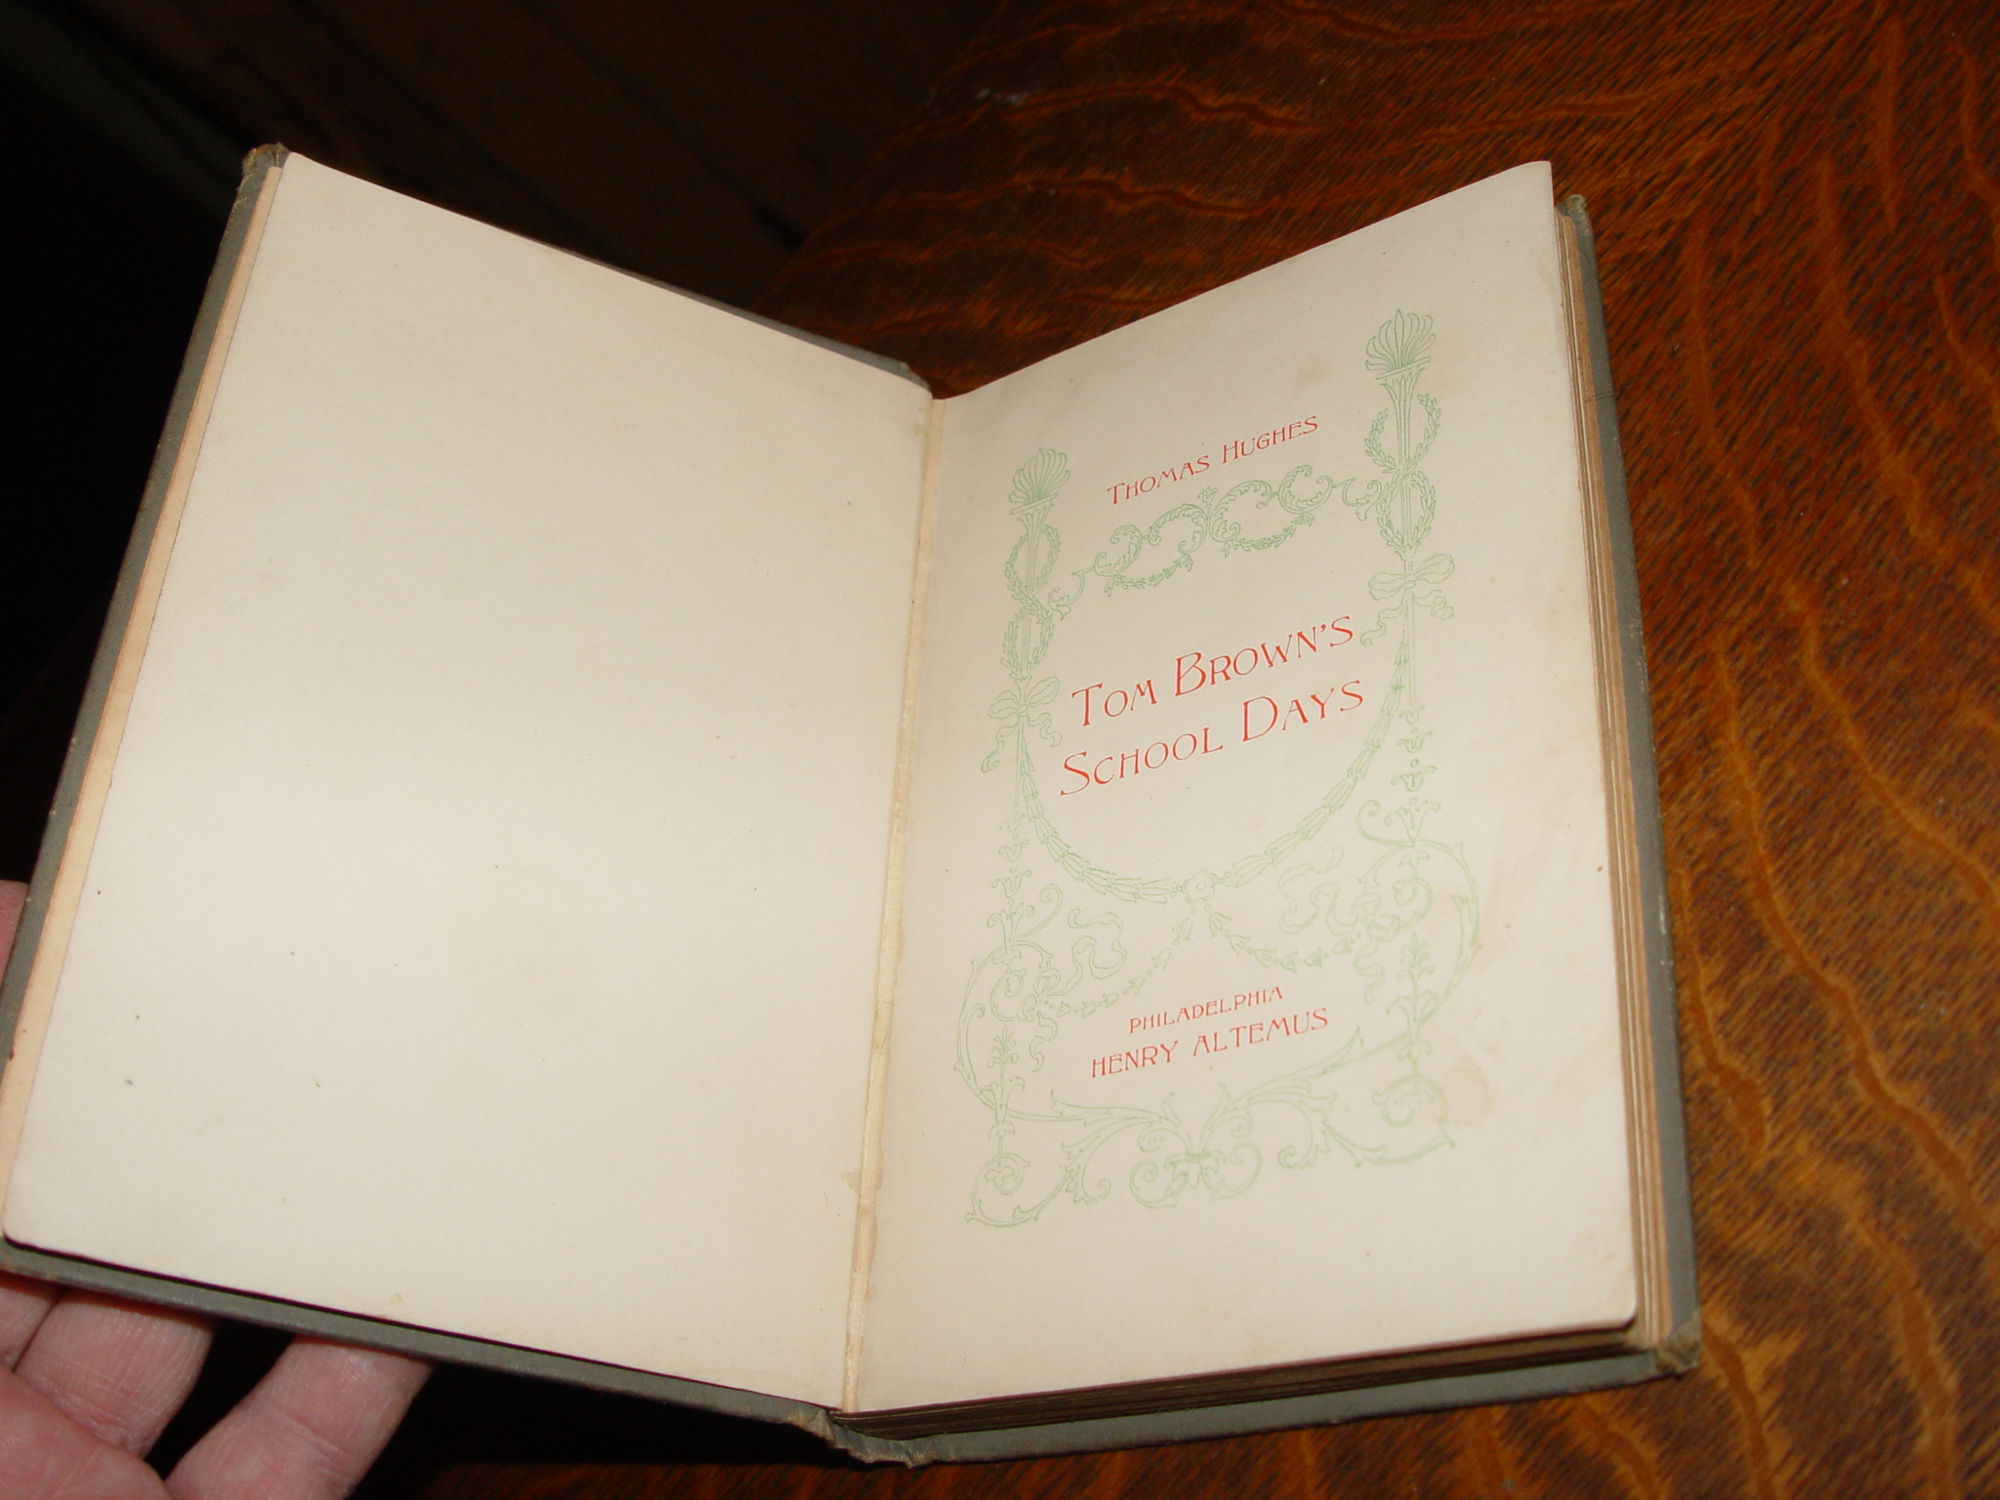 THOMAS HUGHES
TOM BROWN'S
SCHOOL DAYS
PHILADELPHIA
HENRY ALTEMUS